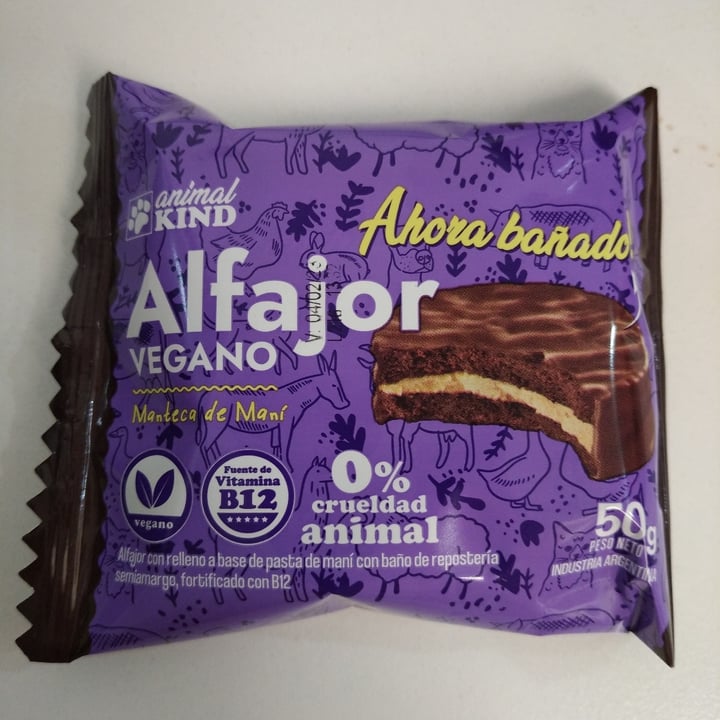 animal
KIND
Ahora bañado
Alfajor
VEGANO
Manteca de Maní
vegano
Fuente de
Vitamina
B12
0%
crueldad
animal
50g
PESO NETO
INDUSTRIA ARGENTINA
Alfajor con relleno a base de pasta de maní con baño de repostería
semiamargo, fortificado con B12